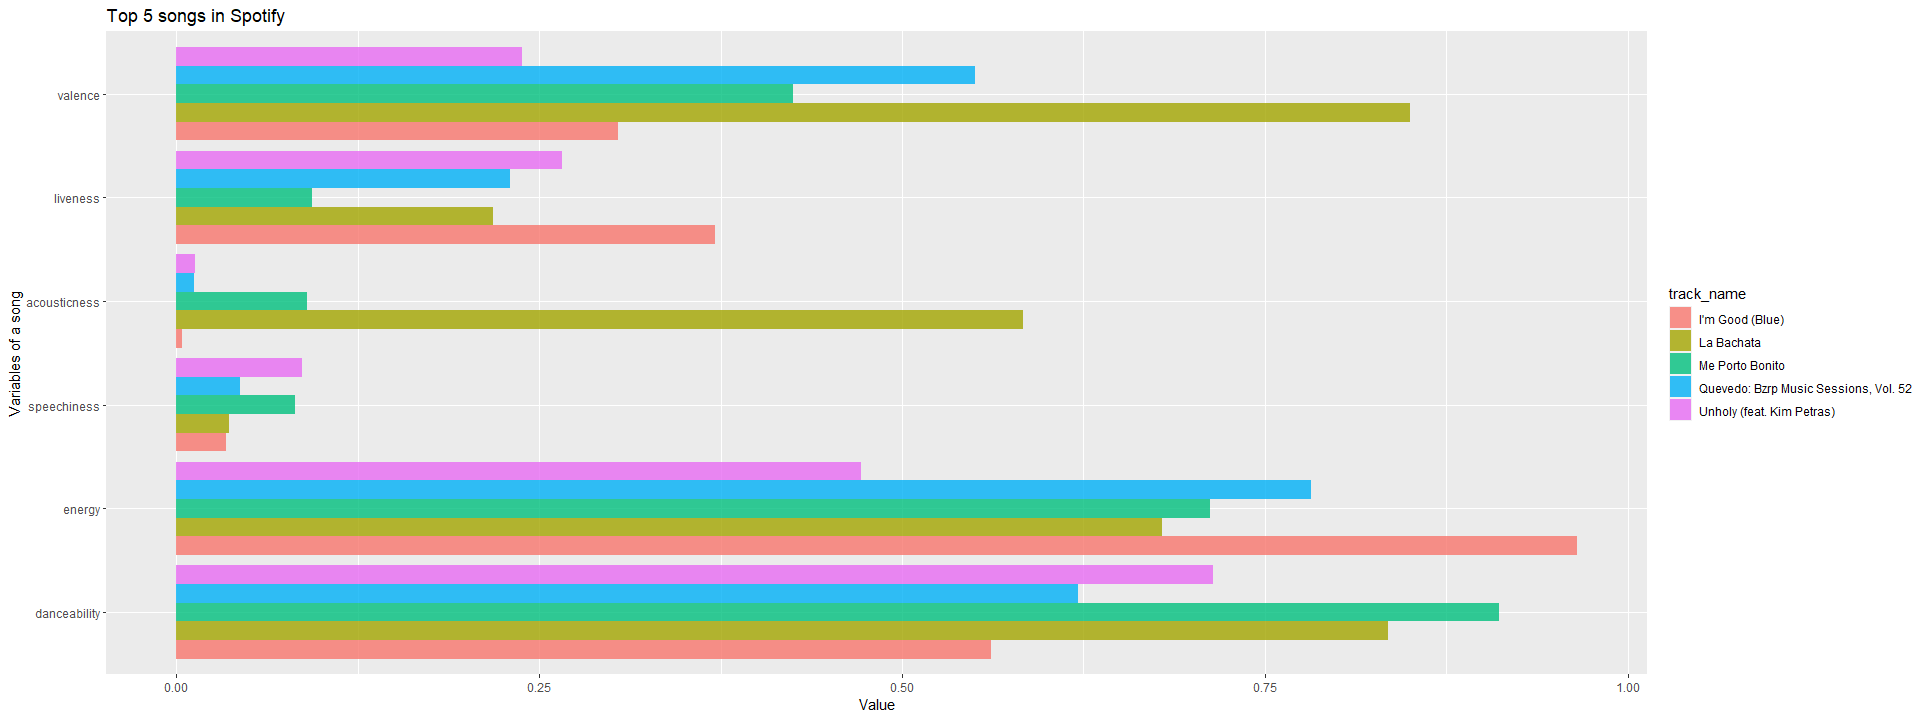 Top 5 songs in Spotify
Variables of a song
valence
liveness
acousticness
speechiness
energy
danceability
0.00 0.25 0.50 0.75 1.00
Value
track_name
I'm Good (Blue)
La Bachata
Me Porto Bonito
Quevedo: Bzrp Music Sessions, Vol. 52
Unholy (feat. Kim Petras)